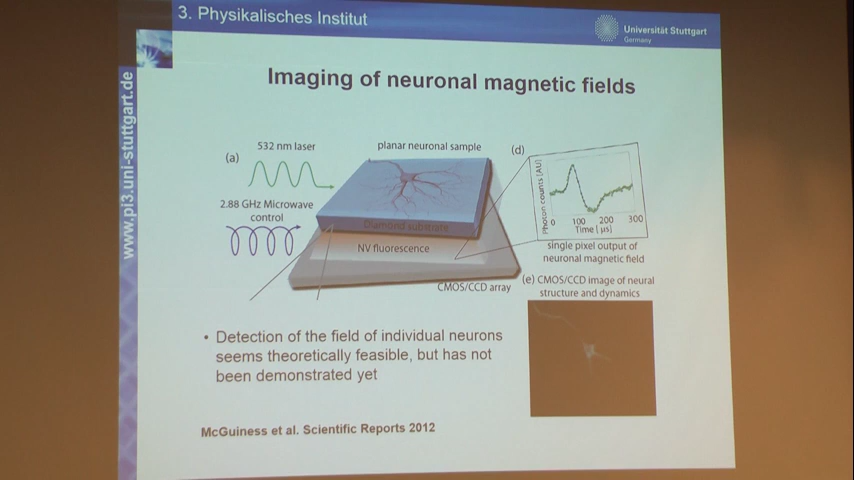 3. Physikalisches Institut
Universität Stuttgart
Germany
www.pi3.uni-stuttgart.de
Imaging of neuronal magnetic fields
(a)
532 nm laser
2.88 GHz Microwave
control
planar neuronal sample
Diamond substrate
NV fluorescence
CMOS/CCD array
(d)
Photon counts [AU]
0 100 200 300
Time [ µs]
single pixel output of
neuronal magnetic field
(e) CMOS/CCD image of neural
structure and dynamics
• Detection of the field of individual neurons
seems theoretically feasible, but has not
been demonstrated yet
McGuiness et al. Scientific Reports 2012